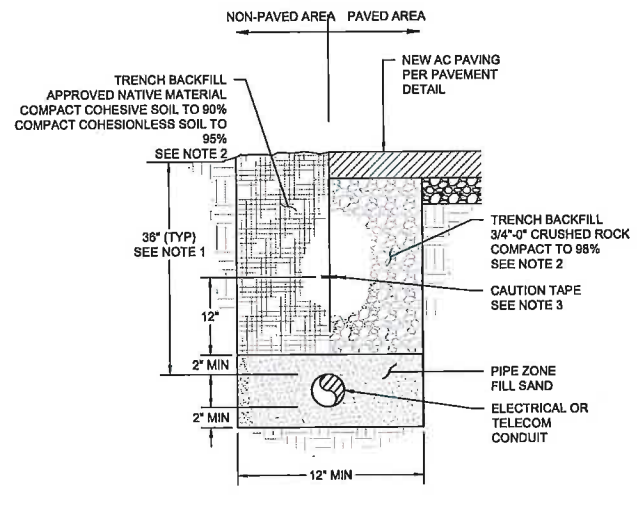 NON-PAVED AREA
PAVED AREA
NEW AC PAVING
PER PAVEMENT
DETAIL
TRENCH BACKFILL
APPROVED NATIVE MATERIAL
COMPACT COHESIVE SOIL TO 90%
COMPACT COHESIONLESS SOIL TO
95%
SEE NOTE 2
36" (TYP)
SEE NOTE 1
TRENCH BACKFILL
3/4"-0" CRUSHED ROCK
COMPACT TO 98%
SEE NOTE 2
CAUTION TAPE
SEE NOTE 3
12"
2" MIN
PIPE ZONE
FILL SAND
2" MIN
ELECTRICAL OR
TELECOM
CONDUIT
12" MIN